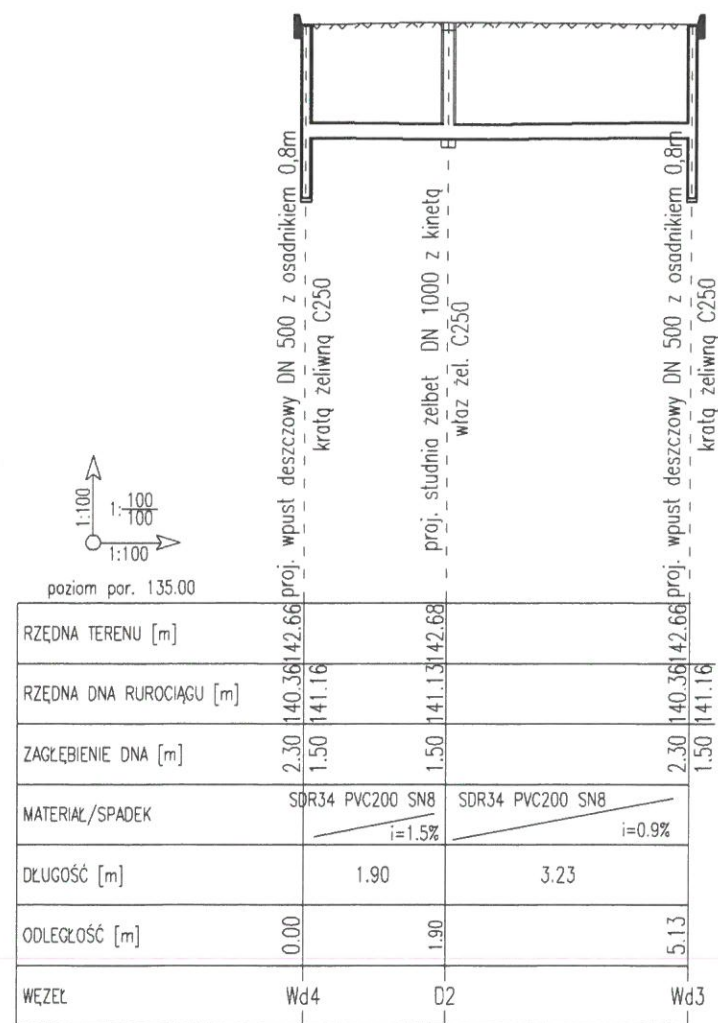 proj. wpust deszczowy DN 500 z osadnikiem 0,8m
kratą żeliwną C250
proj. studnia żelbet DN 1000 z kinetą
właz żel. C250
proj. wpust deszczowy DN 500 z osadnikiem 0,8m
kratą żeliwną C250
1:100
1:100/100
1:100
poziom por. 135.00
RZĘDNA TERENU [m] 142.66 142.68 142.66
RZĘDNA DNA RUROCIĄGU [m] 140.36 141.16 141.13 140.36 141.16
ZAGŁĘBIENIE DNA [m] 2.30 1.50 1.50 2.30 1.50
MATERIAŁ/SPADEK SDR34 PVC200 SN8 i=1.5% SDR34 PVC200 SN8 i=0.9%
DŁUGOŚĆ [m] 1.90 3.23
ODLEGŁOŚĆ [m] 0.00 1.90 5.13
WĘZEŁ Wd4 D2 Wd3